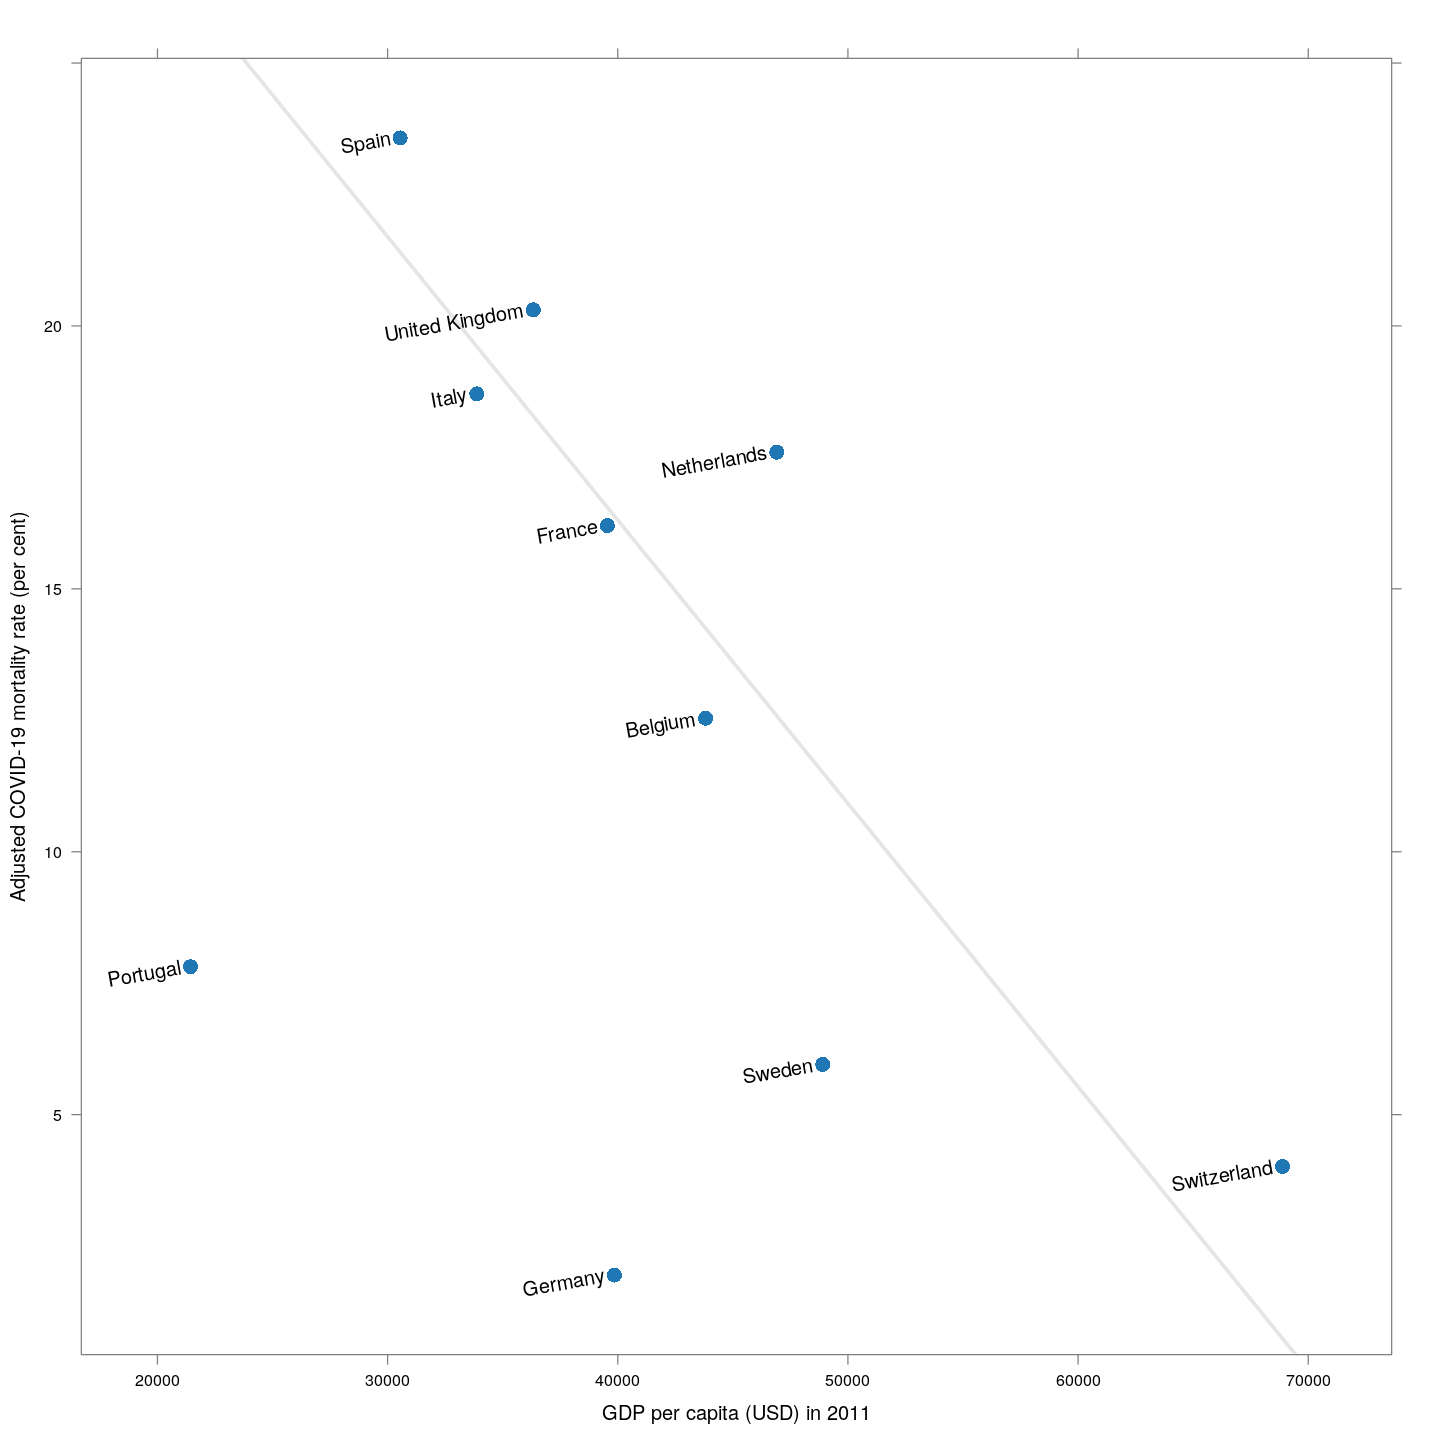 Spain
United Kingdom
20
Italy
Netherlands
France
Adjusted COVID-19 mortality rate (per cent)
15
Belgium
10
Portugal
Sweden
5
Switzerland
Germany
20000 30000 40000 50000 60000 70000
GDP per capita (USD) in 2011